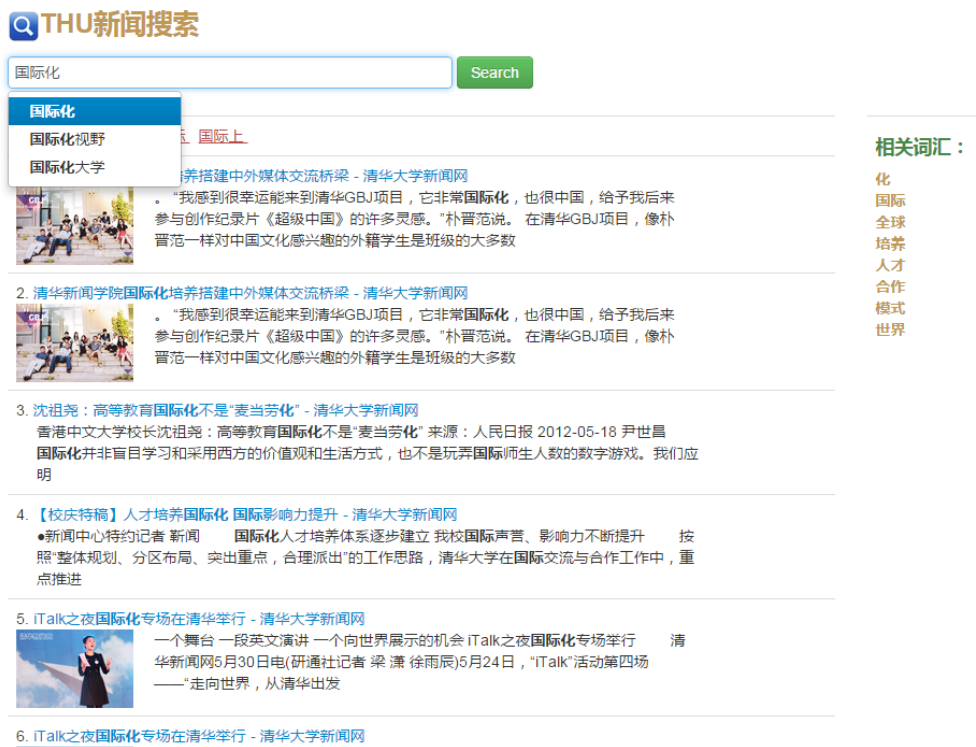 THU新闻搜索
国际化
Search
国际化
国际化视野
国际化大学
国际上
培养搭建中外媒体交流桥梁 - 清华大学新闻网
。 “我感到很幸运能来到清华GBJ项目，它非常国际化，也很中国，给予我后来
参与创作纪录片《超级中国》的许多灵感。”朴晋范说。 在清华GBJ项目，像朴
晋范一样对中国文化感兴趣的外籍学生是班级的大多数
2. 清华新闻学院国际化培养搭建中外媒体交流桥梁 - 清华大学新闻网
。 “我感到很幸运能来到清华GBJ项目，它非常国际化，也很中国，给予我后来
参与创作纪录片《超级中国》的许多灵感。”朴晋范说。 在清华GBJ项目，像朴
晋范一样对中国文化感兴趣的外籍学生是班级的大多数
3. 沈祖尧：高等教育国际化不是“麦当劳化” - 清华大学新闻网
香港中文大学校长沈祖尧：高等教育国际化不是“麦当劳化” 来源：人民日报 2012-05-18 尹世昌
国际化并非盲目学习和采用西方的价值观和生活方式，也不是玩弄国际师生人数的数字游戏。我们应
明
4. 【校庆特稿】人才培养国际化 国际影响力提升 - 清华大学新闻网
●新闻中心特约记者 靳闻 国际化人才培养体系逐步建立 我校国际声誉、影响力不断提升 按
照“整体规划、分区布局、突出重点，合理派出”的工作思路，清华大学在国际交流与合作工作中，重
点推进
5. iTalk之夜国际化专场在清华举行 - 清华大学新闻网
一个舞台 一段英文演讲 一个向世界展示的机会 iTalk之夜国际化专场举行 清
华新闻网5月30日电(研通社记者 梁 潇 徐雨辰)5月24日，“iTalk”活动第四场
——“走向世界，从清华出发
6. iTalk之夜国际化专场在清华举行 - 清华大学新闻网
相关词汇：
化
国际
全球
培养
人才
合作
模式
世界